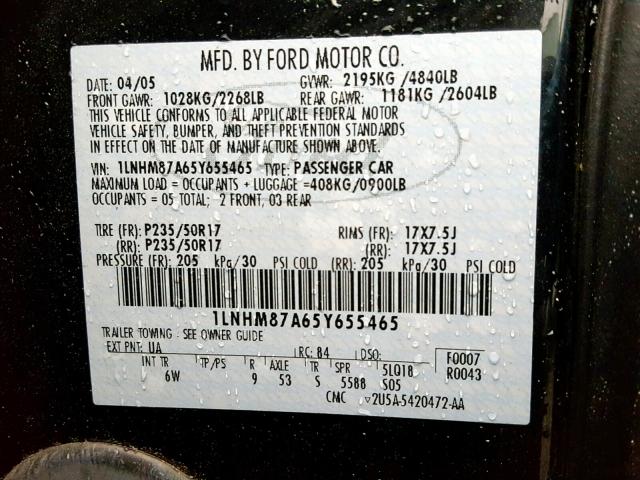 MFD. BY FORD MOTOR CO.
DATE: 04/05 GVWR: 2195KG /4840LB
FRONT GAWR: 1028KG/2268LB REAR GAWR: 1181KG /2604LB
THIS VEHICLE CONFORMS TO ALL APPLICABLE FEDERAL MOTOR
VEHICLE SAFETY, BUMPER, AND THEFT PREVENTION STANDARDS
IN EFFECT ON THE DATE OF MANUFACTURE SHOWN ABOVE.
VIN: 1LNHM87A65Y655465 TYPE: PASSENGER CAR
MAXIMUM LOAD = OCCUPANTS + LUGGAGE =408KG/0900LB
OCCUPANTS = 05 TOTAL; 2 FRONT, 03 REAR
TIRE (FR): P235/50R17 RIMS (FR): 17X7.5J
(RR): P235/50R17 (RR): 17X7.5J
PRESSURE (FR): 205 kPa/30 PSI COLD (RR): 205 kPa/30 PSI COLD
1LNHM87A65Y655465
TRAILER TOWING - SEE OWNER GUIDE
EXT PNT: UA RC: 84 DSO: F0007
INT TR TP/PS R AXLE TR SPR 5L018 R0043
6W 9 53 S 5588 S05
CMC ▽2U5A-5420472-AA